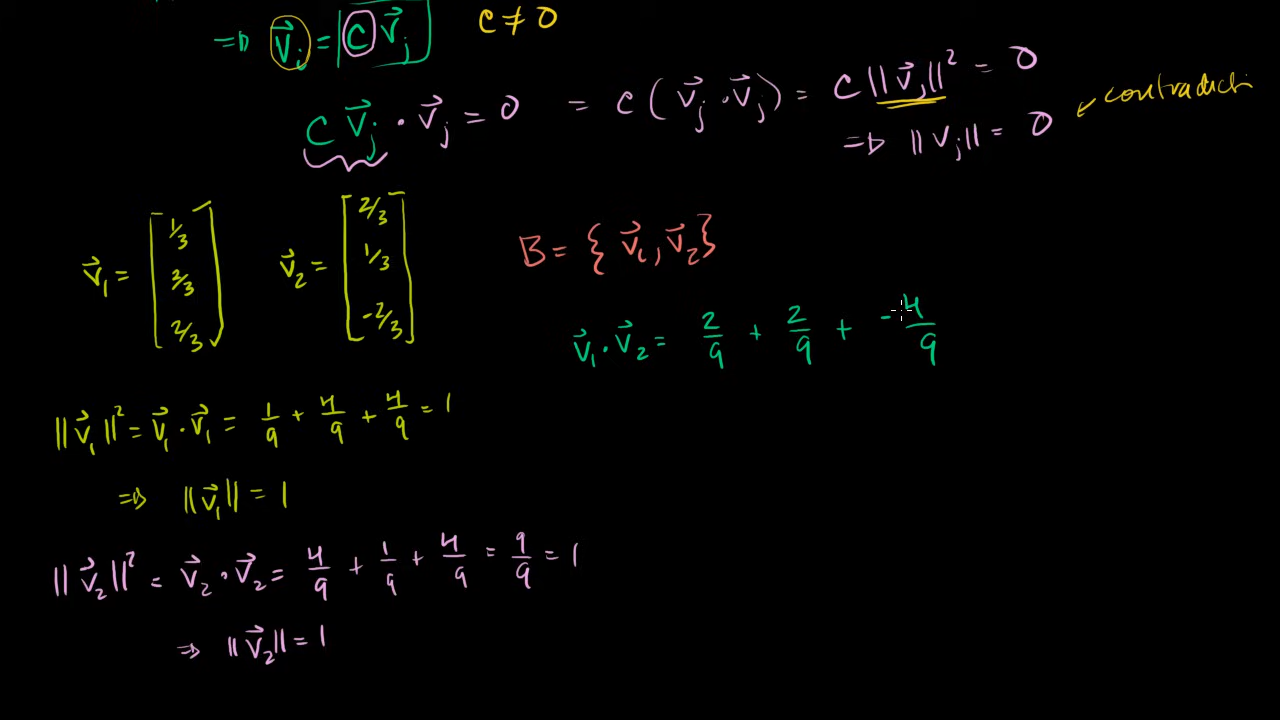 ⇒ v⃗ᵢ = c v⃗ⱼ   c ≠ 0
c v⃗ⱼ · v⃗ⱼ = 0 = c ( v⃗ⱼ · v⃗ⱼ ) = c ||v⃗ⱼ||² = 0
⇒ ||vⱼ|| = 0 ↙ contradicti
v⃗₁ = [1/3 2/3 2/3]   v⃗₂ = [2/3 1/3 -2/3]
B = { v⃗₁, v⃗₂}
v⃗₁ · v⃗₂ = 2/9 + 2/9 + -4/9
||v⃗₁||² = v⃗₁ · v⃗₁ = 1/9 + 4/9 + 4/9 = 1
⇒ ||v⃗₁|| = 1
||v⃗₂||² = v⃗₂ · v⃗₂ = 4/9 + 1/9 + 4/9 = 9/9 = 1
⇒ ||v⃗₂|| = 1